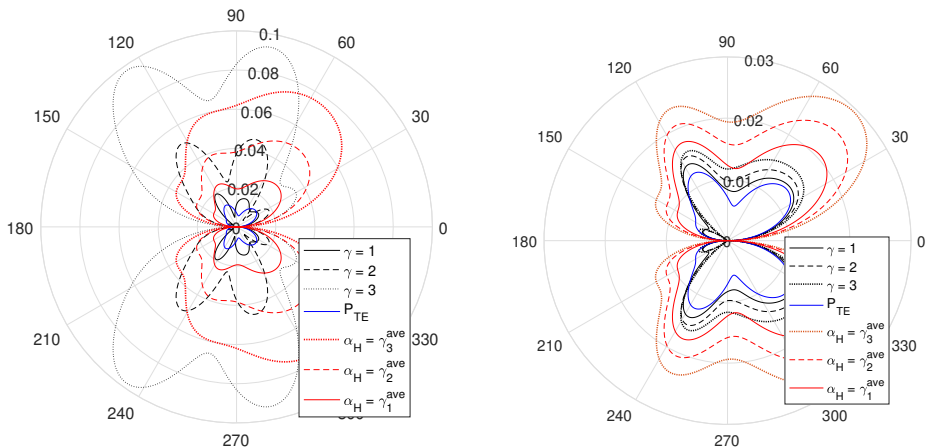 90
0.1
120
60
0.08
0.06
150
30
0.04
0.02
180
0
0
210
330
240
300
270
γ = 1
γ = 2
γ = 3
P_TE
α_H = γ_3^ave
α_H = γ_2^ave
α_H = γ_1^ave
90
0.03
120
60
0.02
150
30
0.01
180
0
0
210
330
240
300
270
γ = 1
γ = 2
γ = 3
P_TE
α_H = γ_3^ave
α_H = γ_2^ave
α_H = γ_1^ave